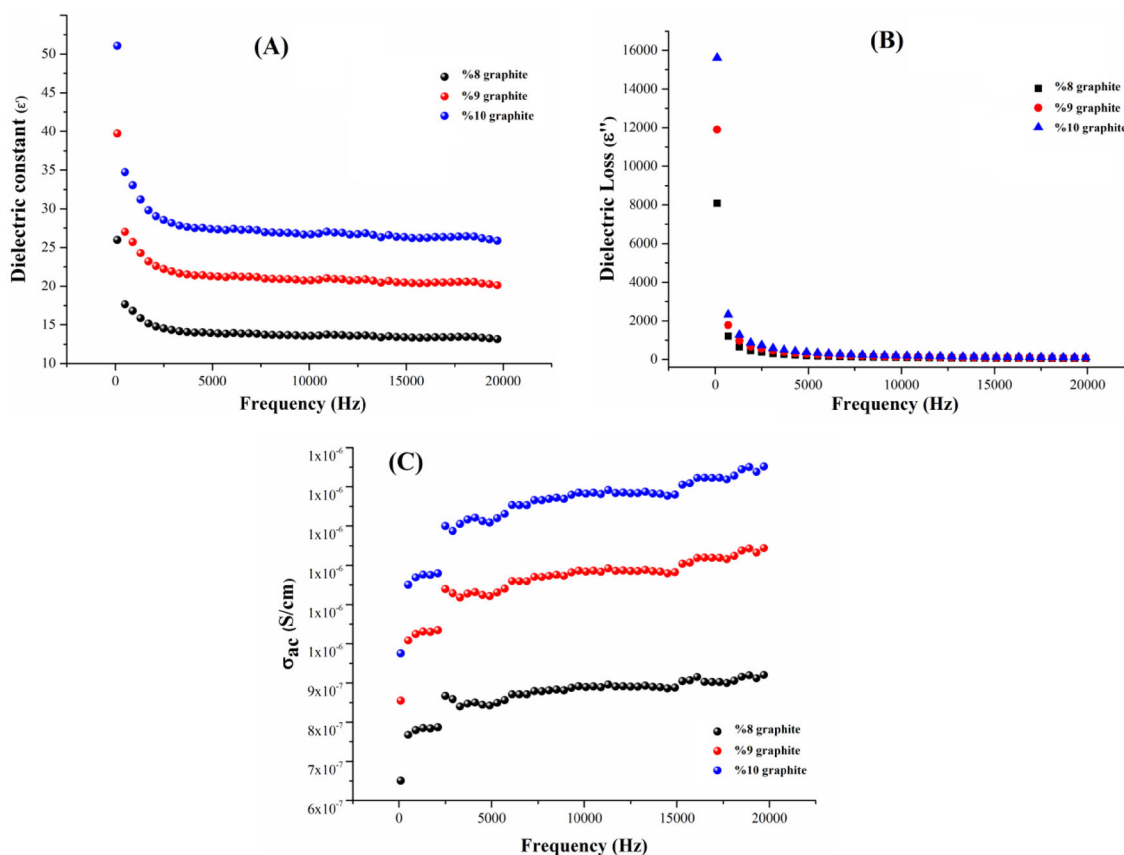 (A)
Dielectric constant (ε')
50
45
40
35
30
25
20
15
10
%8 graphite
%9 graphite
%10 graphite
0
5000
10000
15000
20000
Frequency (Hz)
(B)
Dielectric Loss (ε'')
16000
14000
12000
10000
8000
6000
4000
2000
0
%8 graphite
%9 graphite
%10 graphite
0
5000
10000
15000
20000
Frequency (Hz)
(C)
σac (S/cm)
1x10-6
1x10-6
1x10-6
1x10-6
1x10-6
1x10-6
9x10-7
8x10-7
7x10-7
6x10-7
%8 graphite
%9 graphite
%10 graphite
0
5000
10000
15000
20000
Frequency (Hz)